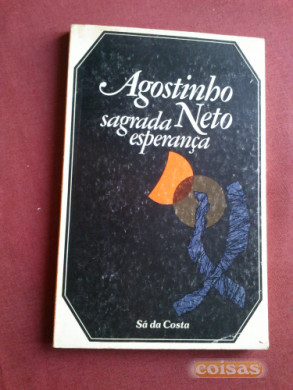 Agostinho
sagrada Neto
esperança
Sá da Costa
coisas